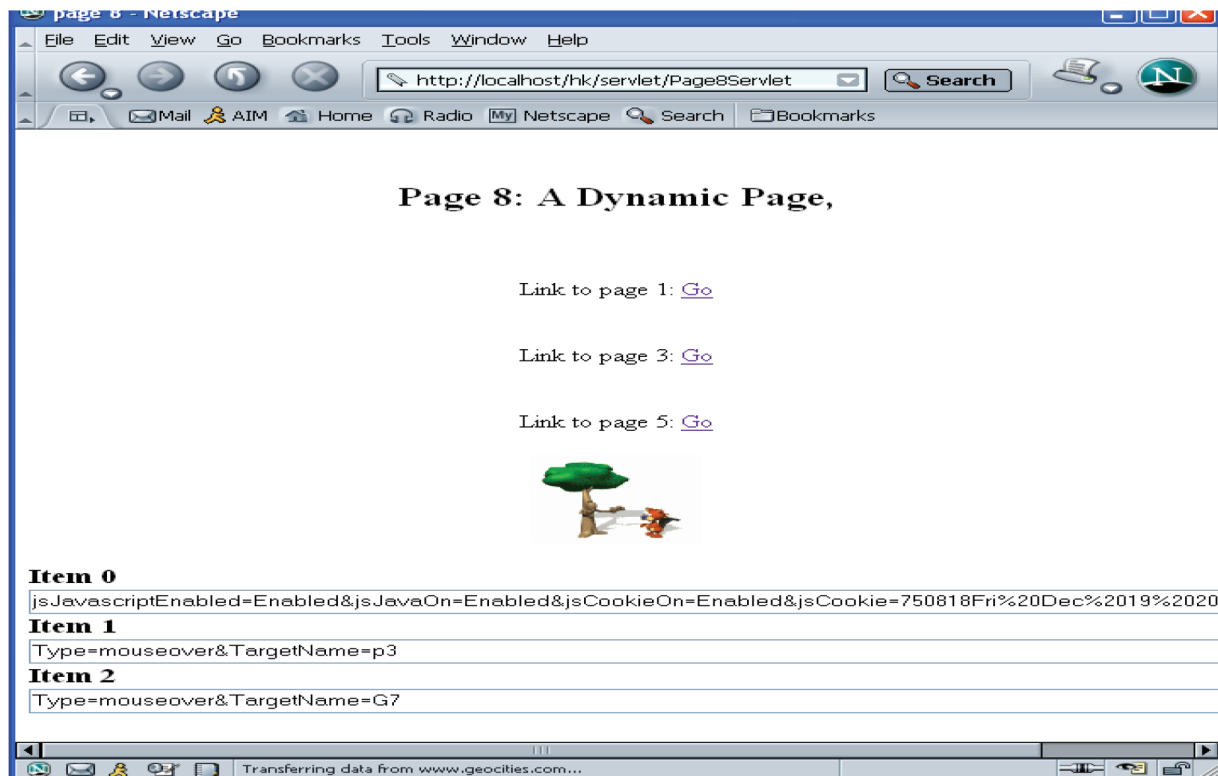 page 8 - Netscape
File Edit View Go Bookmarks Tools Window Help
http://localhost/hk/servlet/Page8Servlet Search N
Mail AIM Home Radio My Netscape Search Bookmarks
Page 8: A Dynamic Page,
Link to page 1: Go
Link to page 3: Go
Link to page 5: Go
Item 0
jsJavascriptEnabled=Enabled&jsJavaOn=Enabled&jsCookieOn=Enabled&jsCookie=750818Fri%20Dec%2019%2020
Item 1
Type=mouseover&TargetName=p3
Item 2
Type=mouseover&TargetName=G7
Transferring data from www.geocities.com...